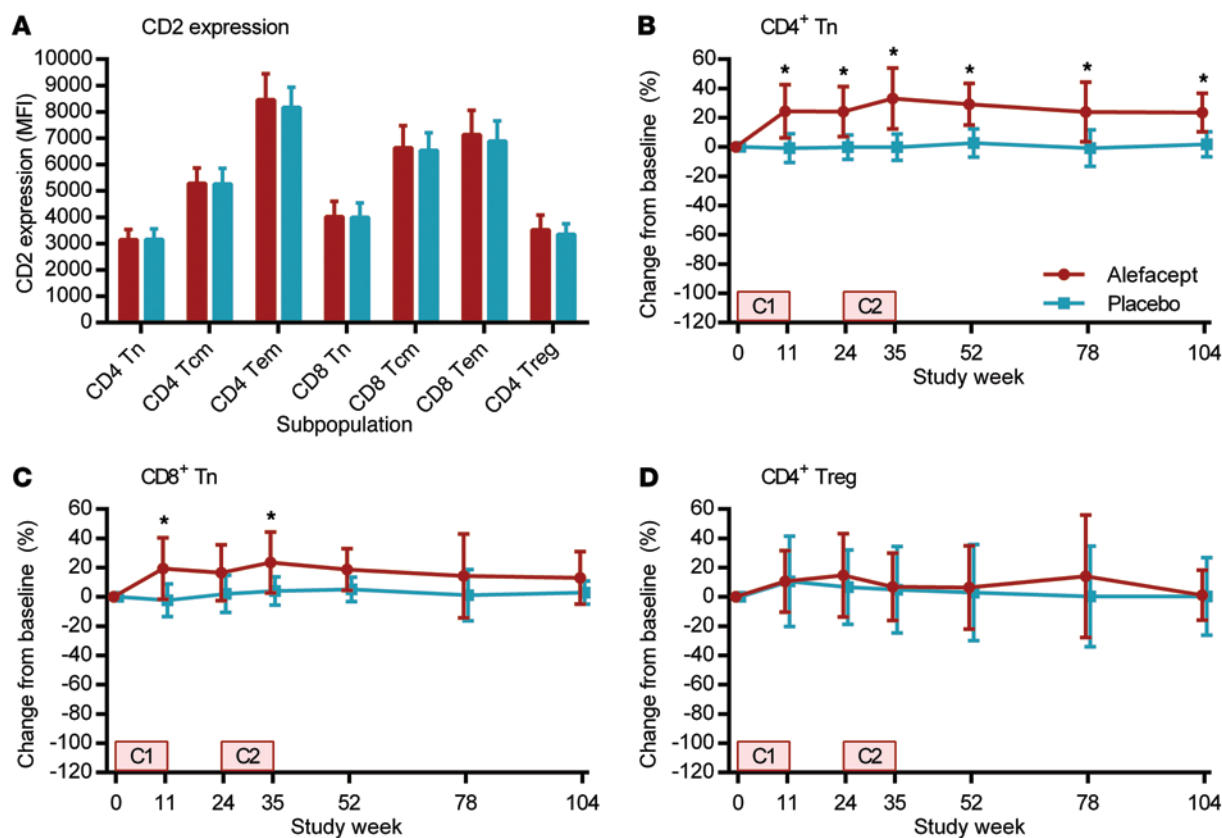 A CD2 expression
CD2 expression (MFI)
10000
9000
8000
7000
6000
5000
4000
3000
2000
1000
0
CD4 Tn
CD4 Tcm
CD4 Tem
CD8 Tn
CD8 Tcm
CD8 Tem
CD4 Treg
Subpopulation
B CD4+ Tn
Change from baseline (%)
60
40
20
0
-20
-40
-60
-80
-100
-120
* * * * * *
Alefacept
Placebo
C1 C2
0 11 24 35 52 78 104
Study week
C CD8+ Tn
Change from baseline (%)
60
40
20
0
-20
-40
-60
-80
-100
-120
* *
C1 C2
0 11 24 35 52 78 104
Study week
D CD4+ Treg
Change from baseline (%)
60
40
20
0
-20
-40
-60
-80
-100
-120
C1 C2
0 11 24 35 52 78 104
Study week